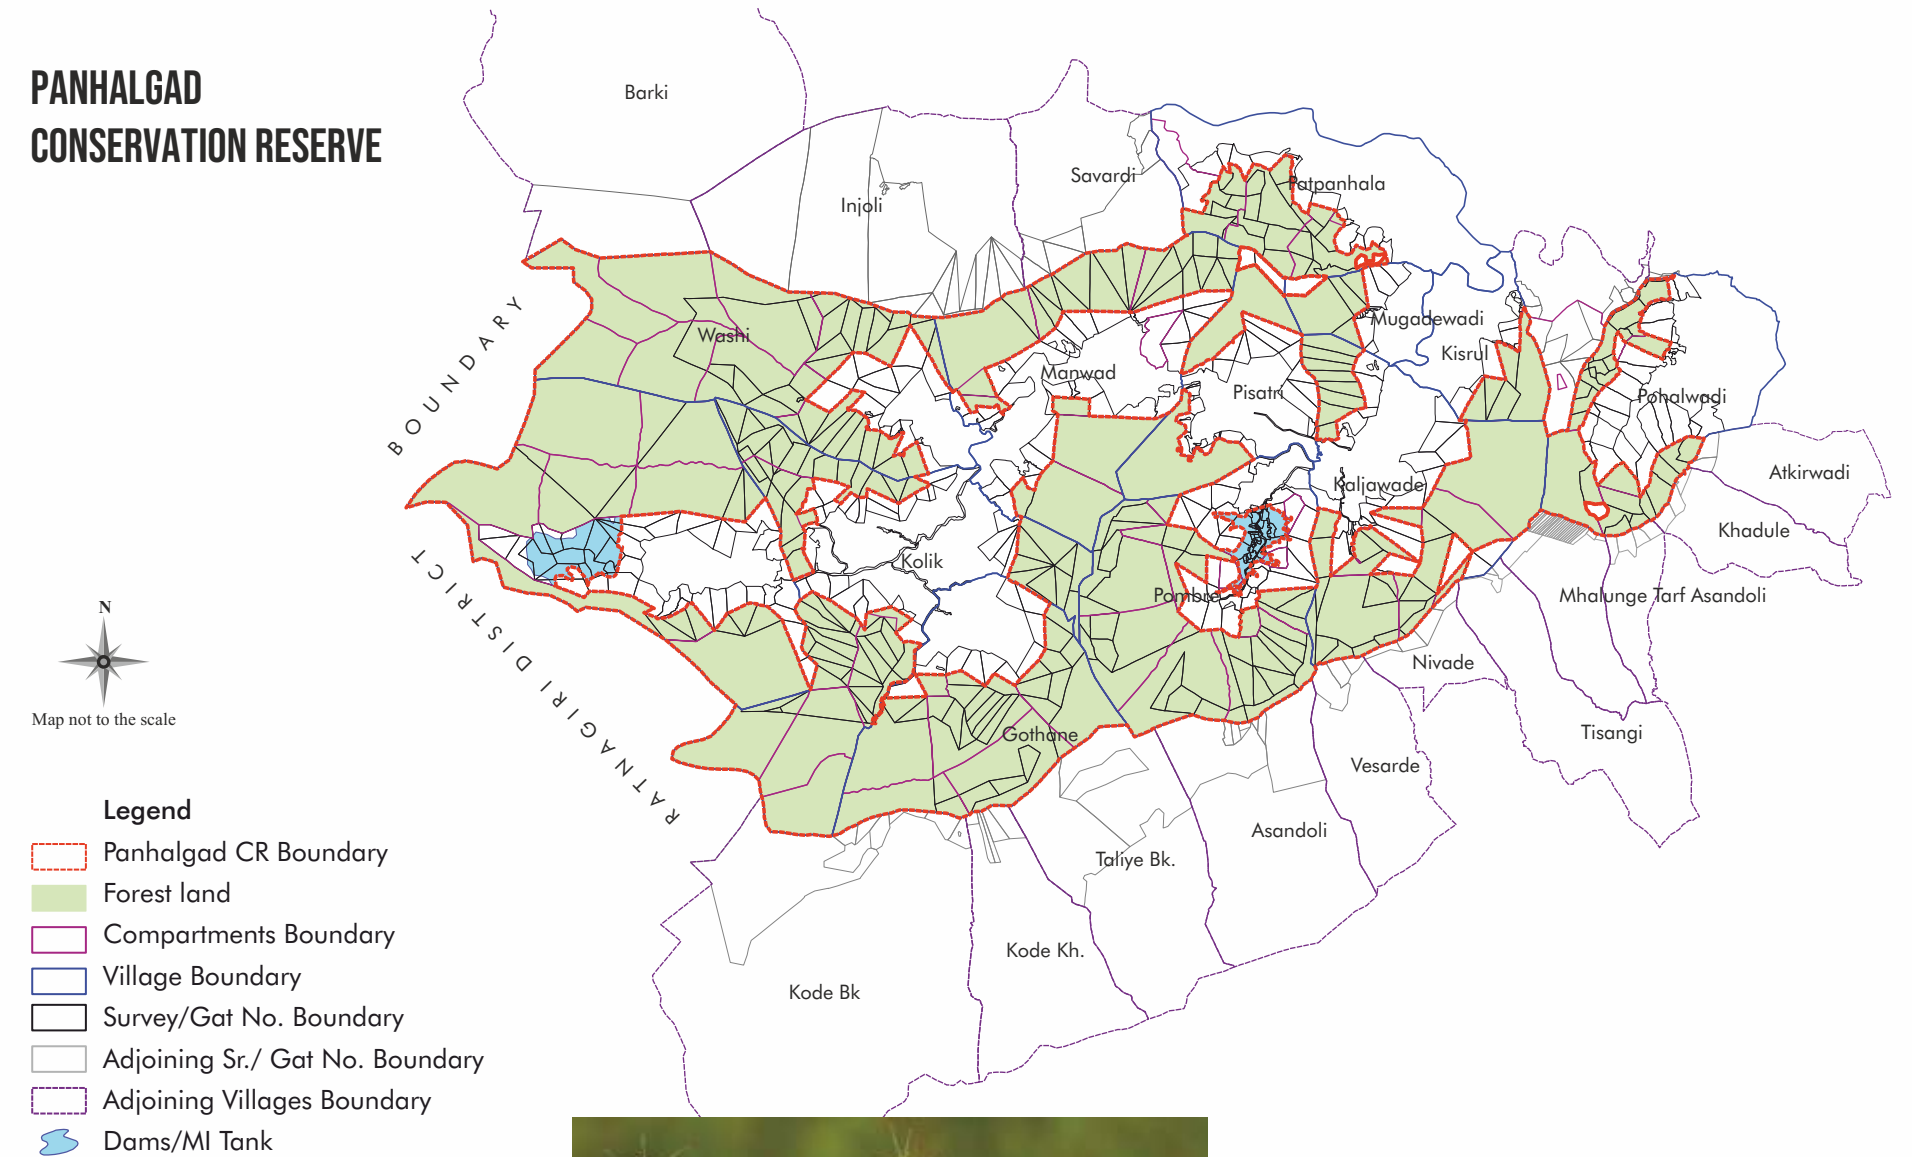 PANHALGAD
CONSERVATION RESERVE
Barki
Injoli
Savardi
Patpanhala
Washi
Manwad
Pisatri
Mugadewadi
Kisrul
Pohalwadi
Atkirwadi
Kaljawade
Khadule
Kolik
Pombre
Mhalunge Tarf Asandoli
Nivade
Gothane
Tisangi
Vesarde
Asandoli
Taliye Bk.
Kode Kh.
Kode Bk
RATNAGIRI DISTRICT BOUNDARY
N
Map not to the scale
Legend
Panhalgad CR Boundary
Forest land
Compartments Boundary
Village Boundary
Survey/Gat No. Boundary
Adjoining Sr./ Gat No. Boundary
Adjoining Villages Boundary
Dams/MI Tank